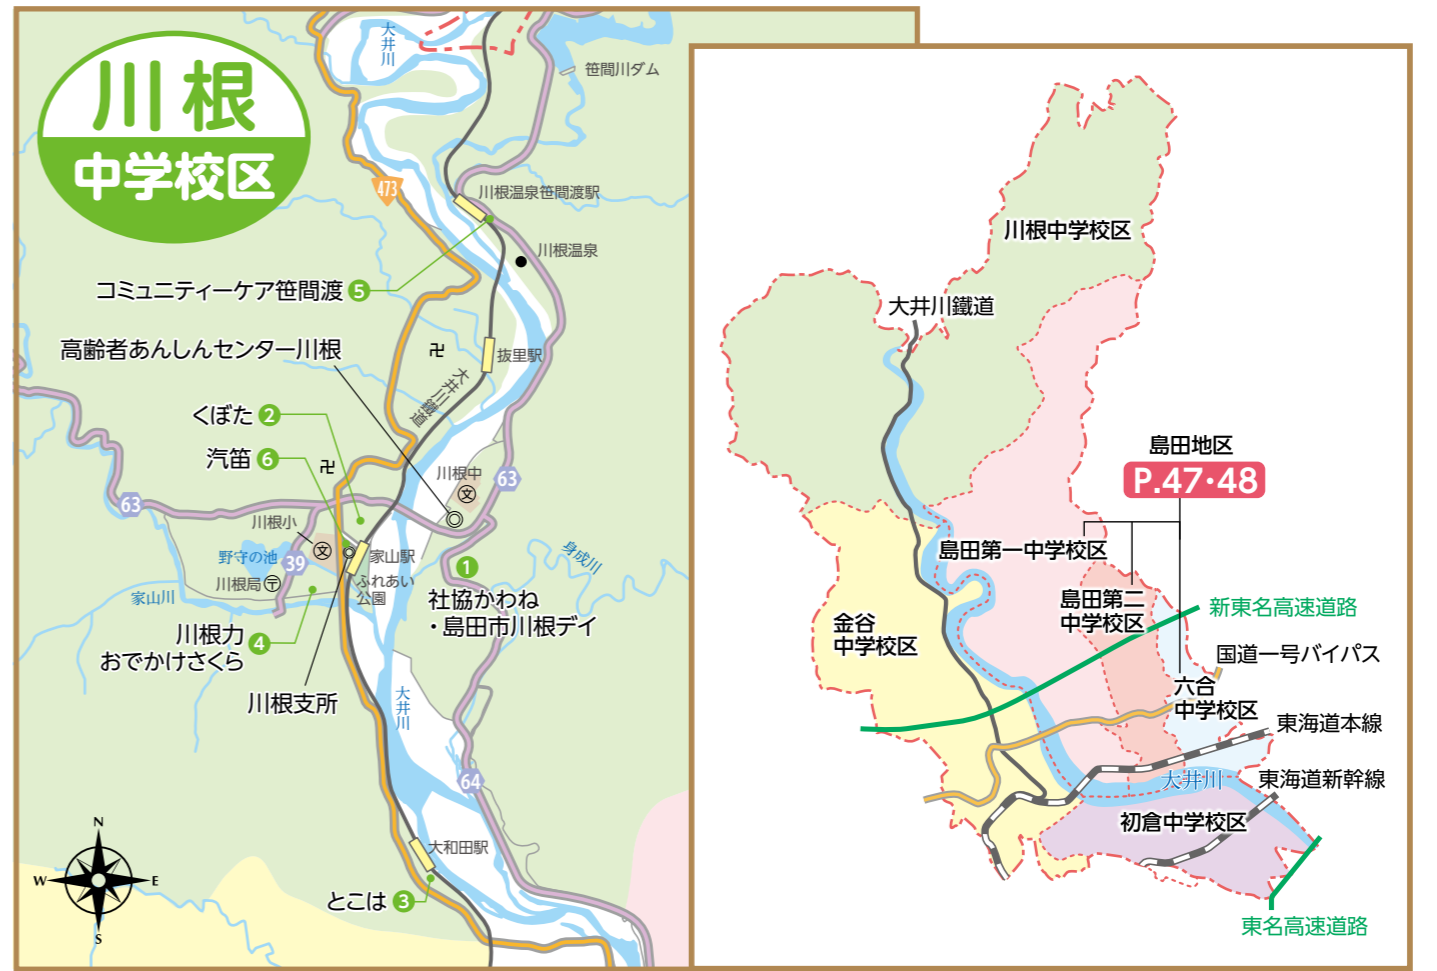 川根
中学校区
大井川
笹間川ダム
473
川根温泉笹間渡駅
川根温泉
コミュニティーケア笹間渡 5
高齢者あんしんセンター川根
抜里駅
大井川鐵道
くぼた 2
汽笛 6
川根中
文
63
63
川根小
文
野守の池
39
家山駅
川根局
ふれあい
公園
家山川
身成川
1
社協かわね
・島田市川根デイ
川根力
おでかけさくら
4
川根支所
大井川
64
大和田駅
とこは 3
N
W
E
S
川根中学校区
大井川鐵道
島田地区
P.47・48
島田第一中学校区
島田第二
中学校区
新東名高速道路
金谷
中学校区
国道一号バイパス
六合
中学校区
東海道本線
大井川
東海道新幹線
初倉中学校区
東名高速道路